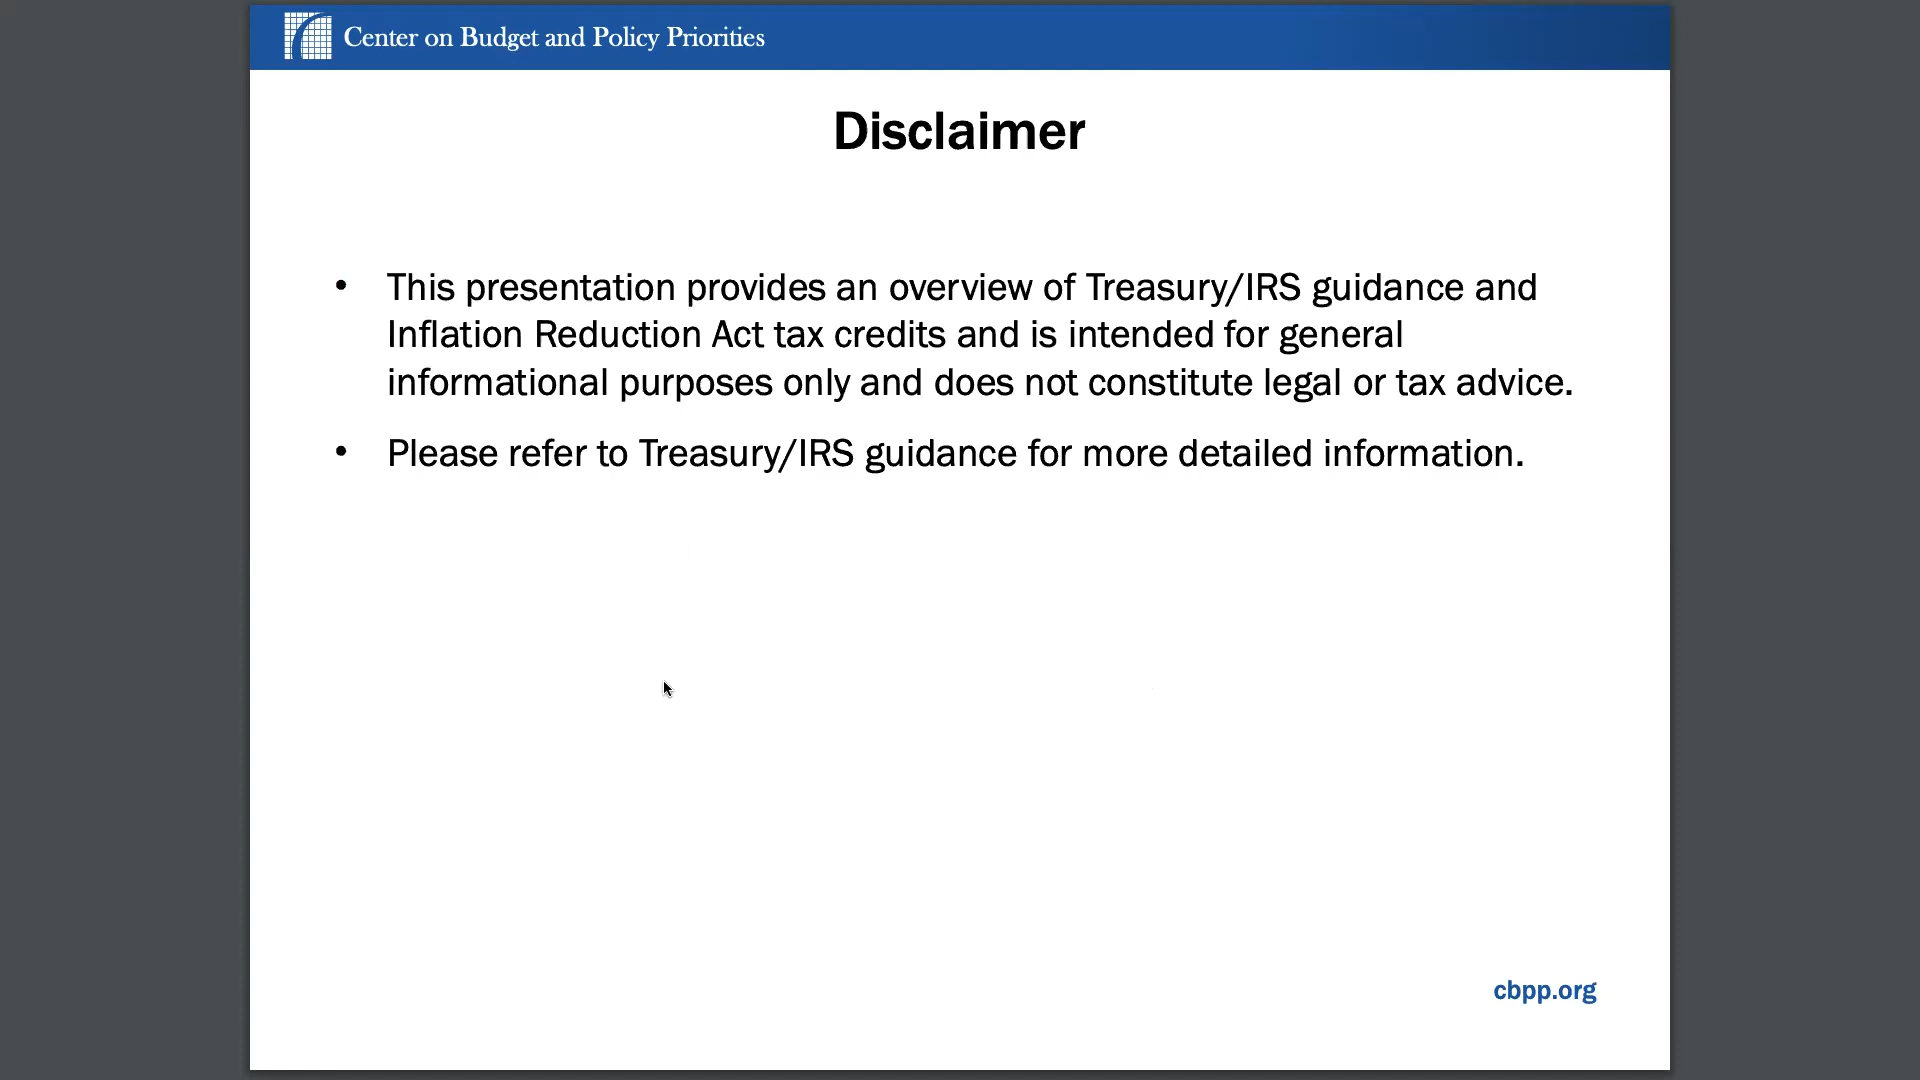 Center on Budget and Policy Priorities
Disclaimer
• This presentation provides an overview of Treasury/IRS guidance and
Inflation Reduction Act tax credits and is intended for general
informational purposes only and does not constitute legal or tax advice.
• Please refer to Treasury/IRS guidance for more detailed information.
cbpp.org